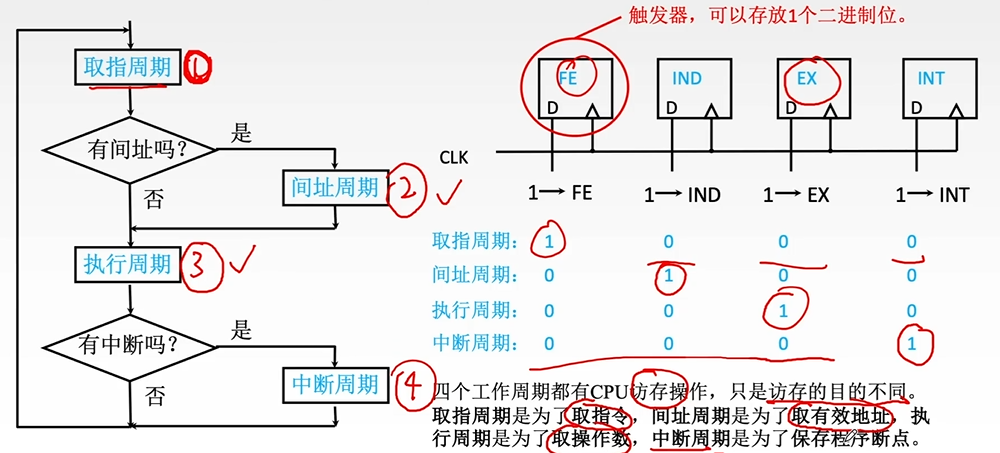 触发器，可以存放1个二进制位。
取指周期 ①
有间址吗？
是
否
间址周期 ②
执行周期 ③
有中断吗？
是
否
中断周期 ④
FE
IND
EX
INT
D
D
D
D
CLK
1→ FE
1→ IND
1→ EX
1→ INT
取指周期： 1 0 0 0
间址周期： 0 1 0 0
执行周期： 0 0 1 0
中断周期： 0 0 0 1
四个工作周期都有CPU访存操作，只是访存的目的不同。
取指周期是为了取指令，间址周期是为了取有效地址，执
行周期是为了取操作数，中断周期是为了保存程序断点。